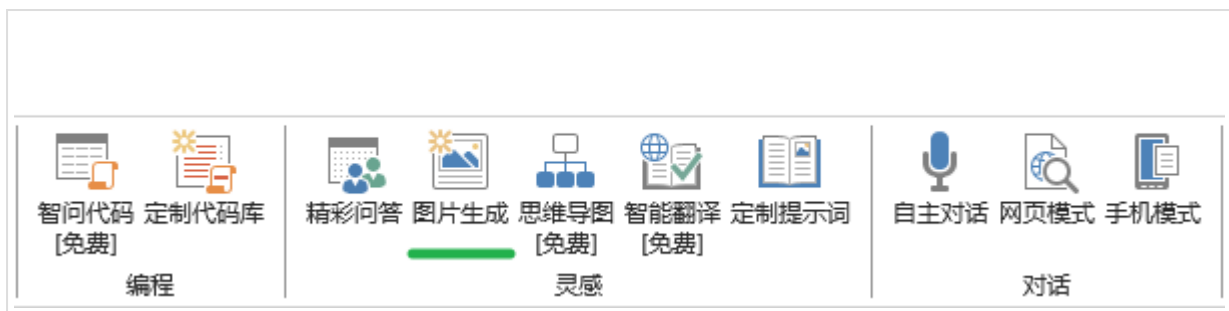 智问代码 定制代码库 精彩问答 图片生成 思维导图 智能翻译 定制提示词 自主对话 网页模式 手机模式
[免费] [免费] [免费]
编程 灵感 对话